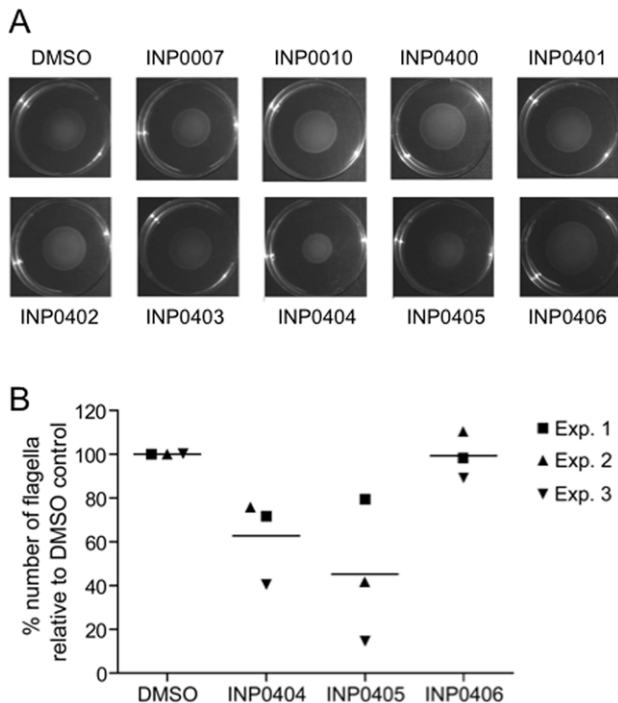 A
DMSO INP0007 INP0010 INP0400 INP0401
INP0402 INP0403 INP0404 INP0405 INP0406
B
% number of flagella
relative to DMSO control
120
100
80
60
40
20
0
DMSO INP0404 INP0405 INP0406
Exp. 1
Exp. 2
Exp. 3